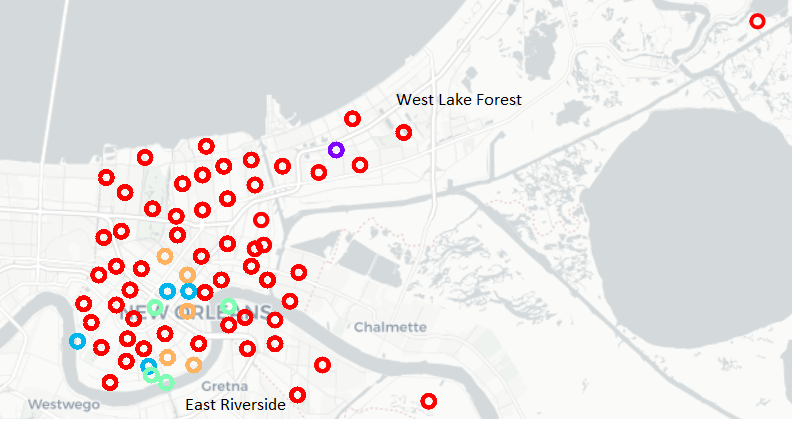 West Lake Forest
NEW ORLEANS
Chalmette
Gretna
Westwego
East Riverside